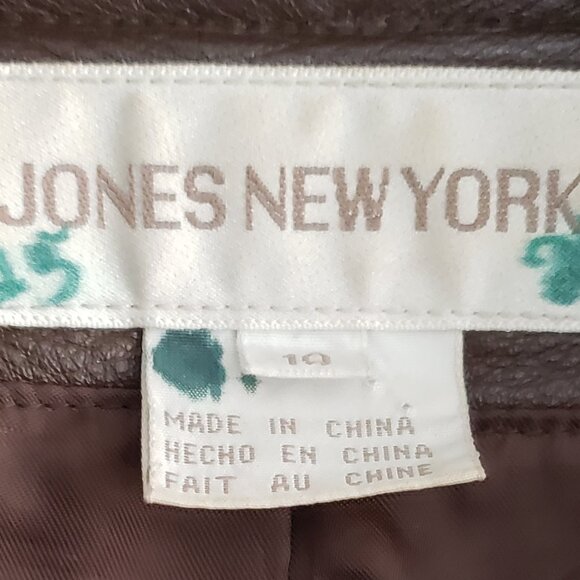 JONES NEW YORK
10
MADE IN CHINA
HECHO EN CHINA
FAIT AU CHINE